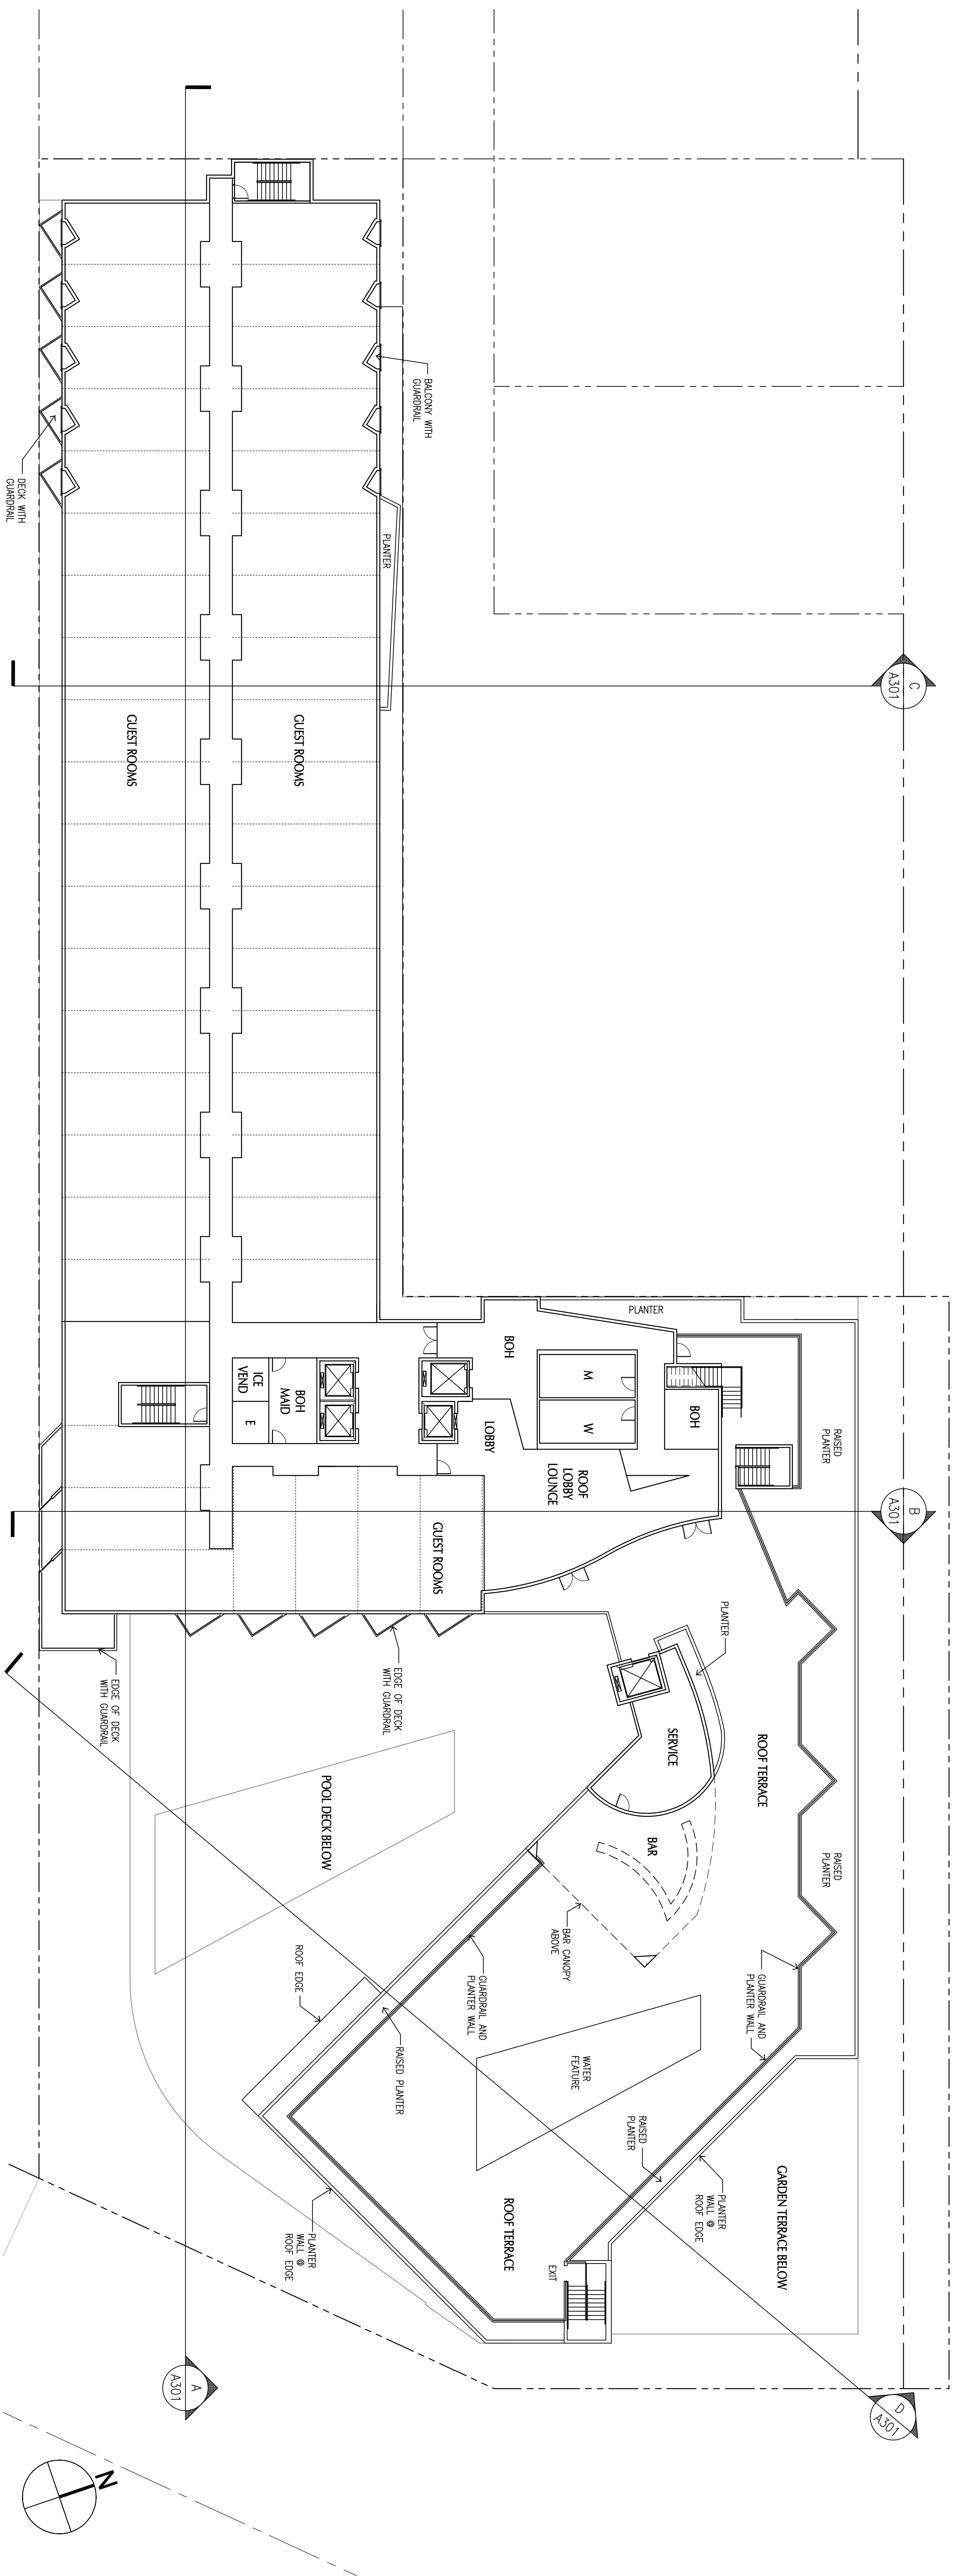 BALCONY WITH
GUARDRAIL
DECK WITH
GUARDRAIL
PLANTER
C
A301
GUEST ROOMS
GUEST ROOMS
PLANTER
BOH
M
W
BOH
RAISED
PLANTER
ICE
VEND
E
BOH
MAID
LOBBY
ROOF
LOBBY
LOUNGE
B
A301
GUEST ROOMS
PLANTER
EDGE OF DECK
WITH GUARDRAIL
EDGE OF DECK
WITH GUARDRAIL
SERVICE
ROOF TERRACE
POOL DECK BELOW
BAR
RAISED
PLANTER
BAR CANOPY
ABOVE
ROOF EDGE
GUARDRAIL AND
PLANTER WALL
GUARDRAIL AND
PLANTER WALL
RAISED PLANTER
WATER
FEATURE
RAISED
PLANTER
PLANTER
WALL @
ROOF EDGE
GARDEN TERRACE BELOW
PLANTER
WALL @
ROOF EDGE
ROOF TERRACE
EXIT
A
A301
D
A301
N